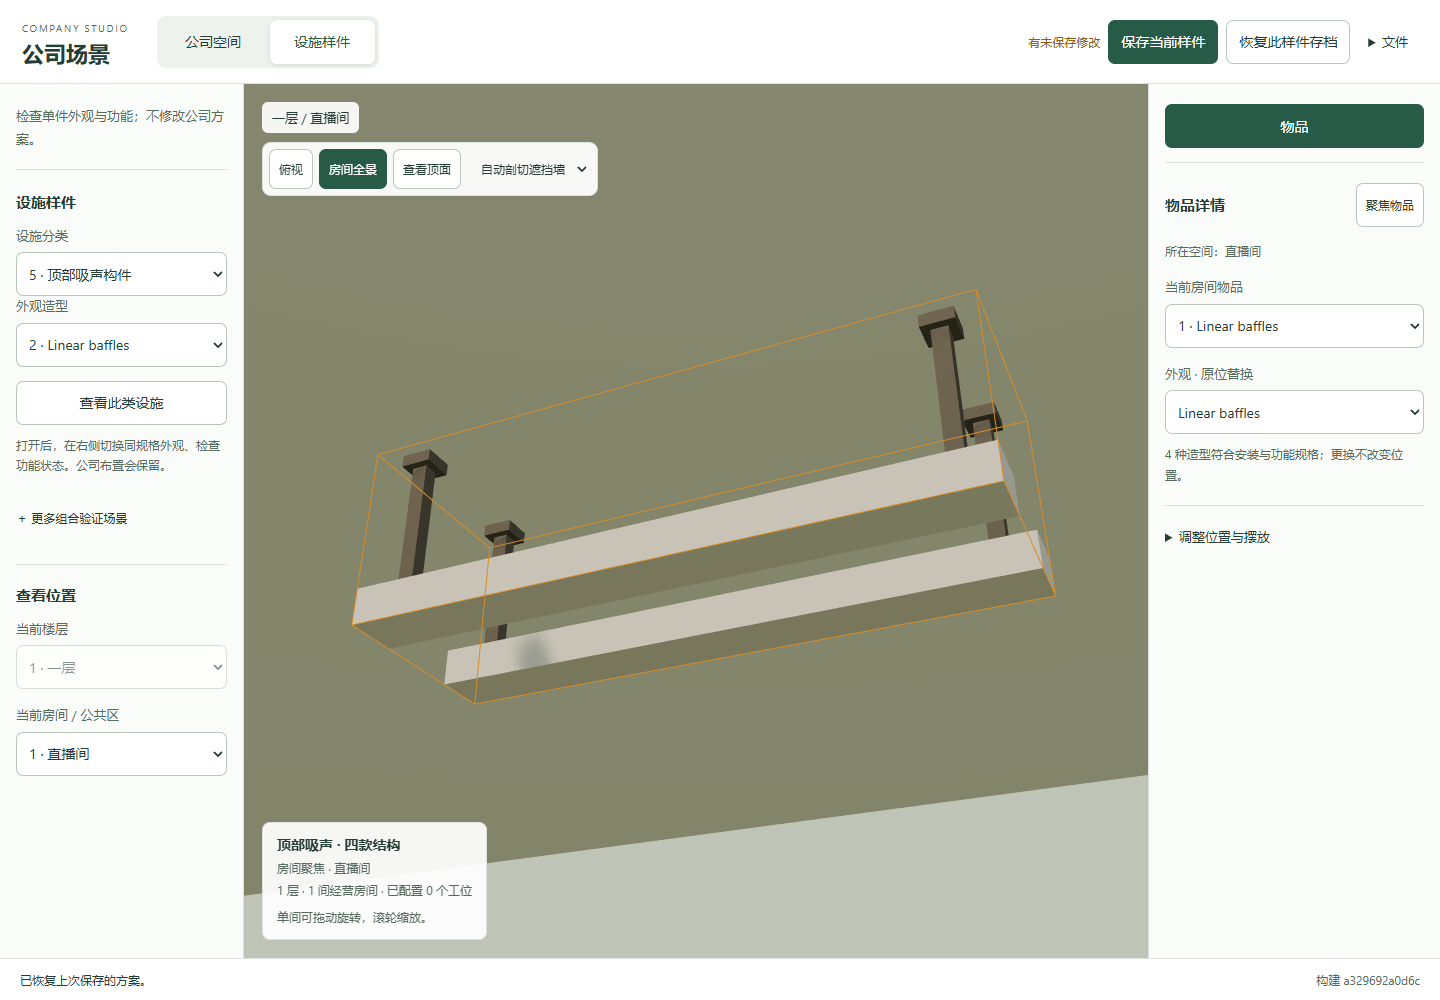 COMPANY STUDIO
公司场景
公司空间
设施样件
有未保存修改
保存当前样件
恢复此样件存档
文件
检查单件外观与功能；不修改公司方
案。
设施样件
设施分类
5 · 顶部吸声构件
外观造型
2 · Linear baffles
查看此类设施
打开后，在右侧切换同规格外观、检查
功能状态。公司布置会保留。
+ 更多组合验证场景
查看位置
当前楼层
1 · 一层
当前房间 / 公共区
1 · 直播间
一层 / 直播间
俯视
房间全景
查看顶面
自动剖切遮挡墙
顶部吸声 · 四款结构
房间聚焦 · 直播间
1 层 · 1 间经营房间 · 已配置 0 个工位
单间可拖动旋转，滚轮缩放。
物品
物品详情
聚焦物品
所在空间：直播间
当前房间物品
1 · Linear baffles
外观 · 原位替换
Linear baffles
4 种造型符合安装与功能规格；更换不改变位
置。
调整位置与摆放
已恢复上次保存的方案。
构建 a329692a0d6c